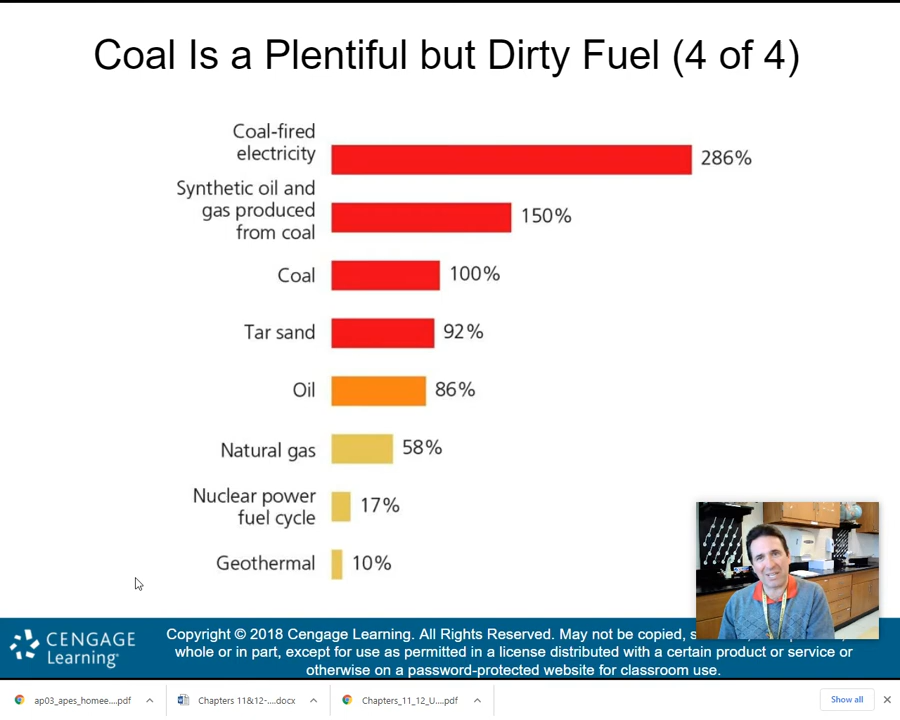 Coal Is a Plentiful but Dirty Fuel (4 of 4)
Coal-fired
electricity
286%
Synthetic oil and
gas produced
from coal
150%
Coal
100%
Tar sand
92%
Oil
86%
Natural gas
58%
Nuclear power
fuel cycle
17%
Geothermal
10%
CENGAGE
Learning
Copyright © 2018 Cengage Learning. All Rights Reserved. May not be copied,
whole or in part, except for use as permitted in a license distributed with a certain product or service or
otherwise on a password-protected website for classroom use.
ap03_apes_homee....pdf
Chapters 11&12-....docx
Chapters_11_12_U....pdf
Show all